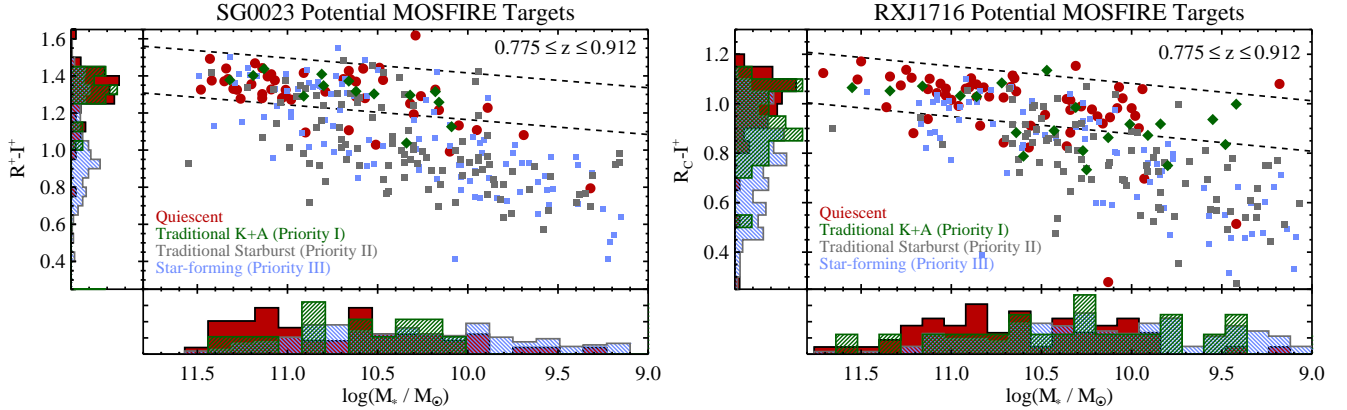 SG0023 Potential MOSFIRE Targets
1.6
1.4
1.2
1.0
0.8
0.6
0.4
R⁺-I⁺
0.775 ≤ z ≤ 0.912
Quiescent
Traditional K+A (Priority I)
Traditional Starburst (Priority II)
Star-forming (Priority III)
11.5 11.0 10.5 10.0 9.5 9.0
log(M* / M⊙)
RXJ1716 Potential MOSFIRE Targets
1.2
1.0
0.8
0.6
0.4
R_C-I⁺
0.775 ≤ z ≤ 0.912
Quiescent
Traditional K+A (Priority I)
Traditional Starburst (Priority II)
Star-forming (Priority III)
11.5 11.0 10.5 10.0 9.5 9.0
log(M* / M⊙)